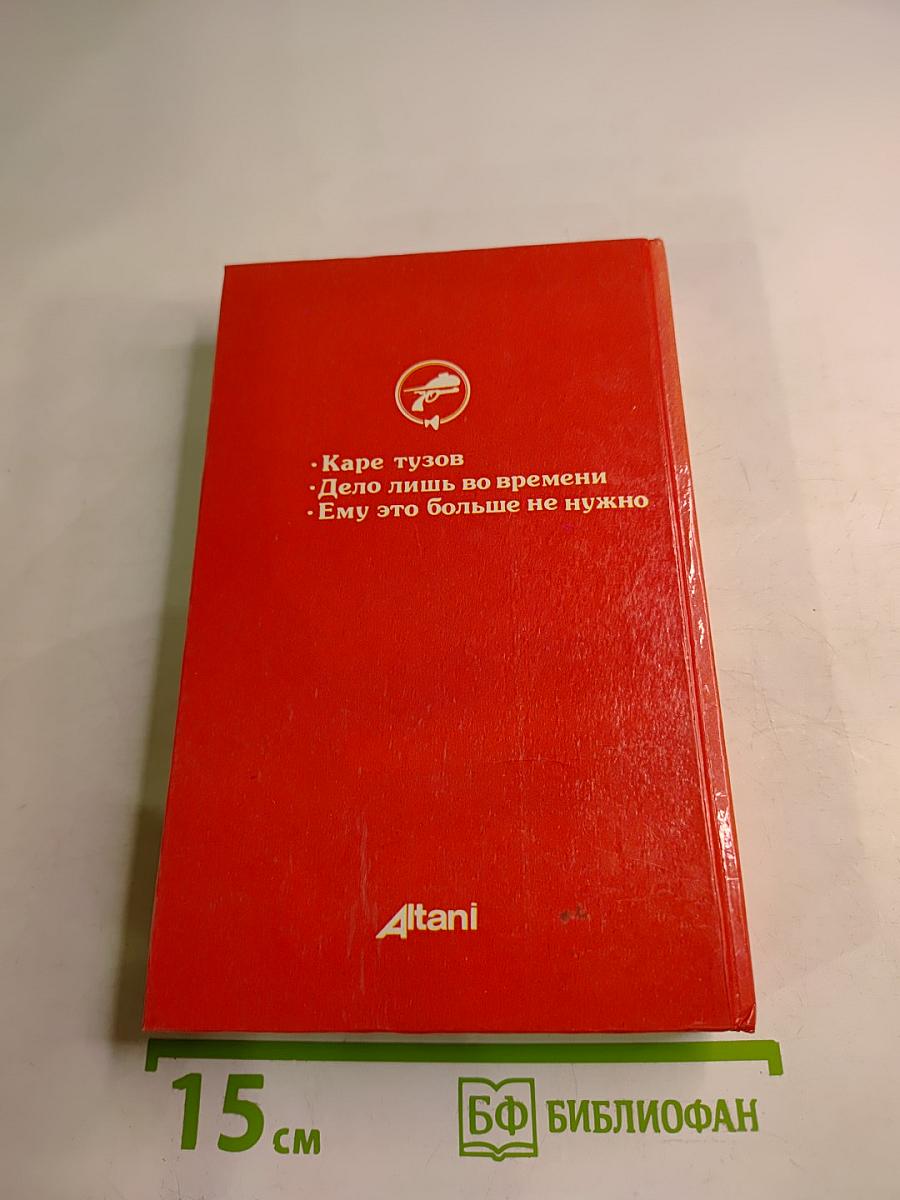 · Каре тузов
· Дело лишь во времени
· Ему это больше не нужно
Altani
15 см
БФ БИБЛИОФАН